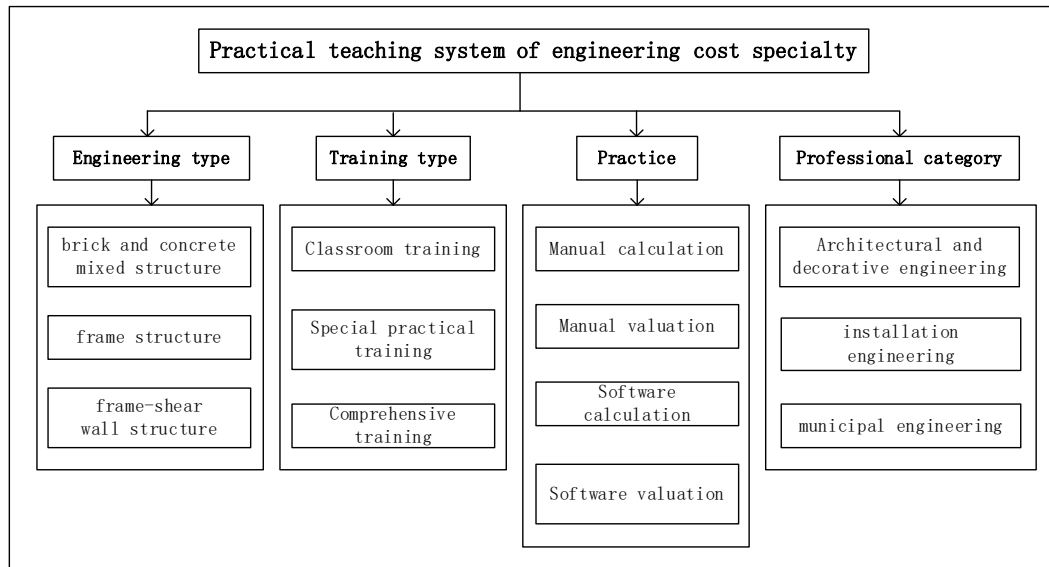 Practical teaching system of engineering cost specialty
Engineering type
Training type
Practice
Professional category
brick and concrete
mixed structure
frame structure
frame-shear
wall structure
Classroom training
Special practical
training
Comprehensive
training
Manual calculation
Manual valuation
Software
calculation
Software valuation
Architectural and
decorative engineering
installation
engineering
municipal engineering